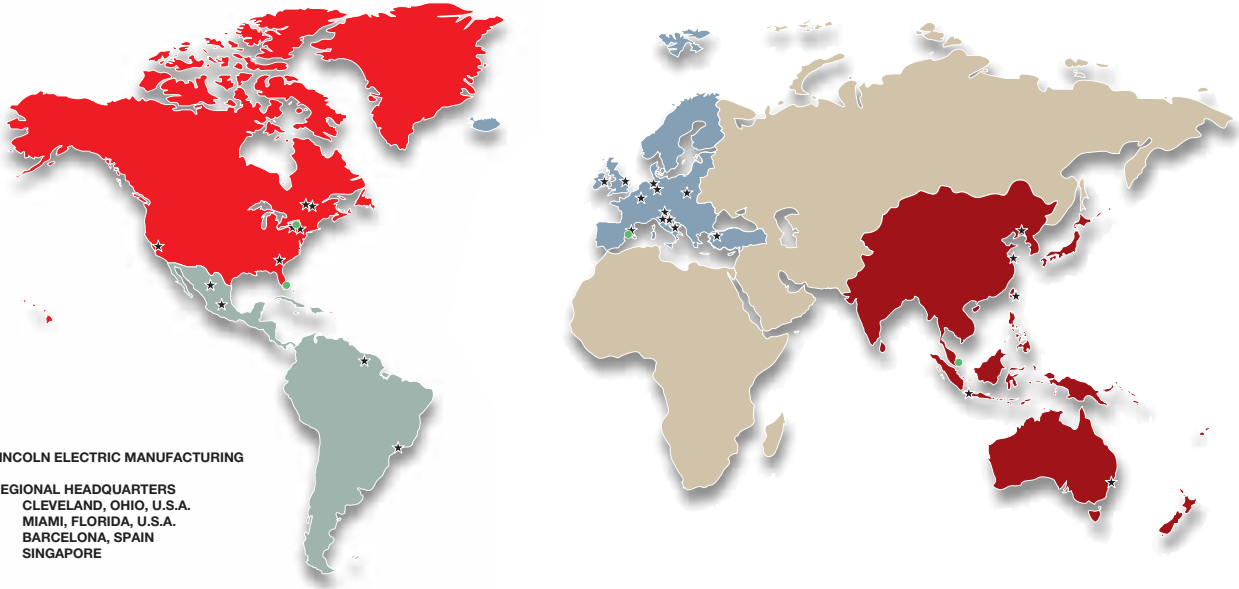 INCOLN ELECTRIC MANUFACTURING
EGIONAL HEADQUARTERS
CLEVELAND, OHIO, U.S.A.
MIAMI, FLORIDA, U.S.A.
BARCELONA, SPAIN
SINGAPORE